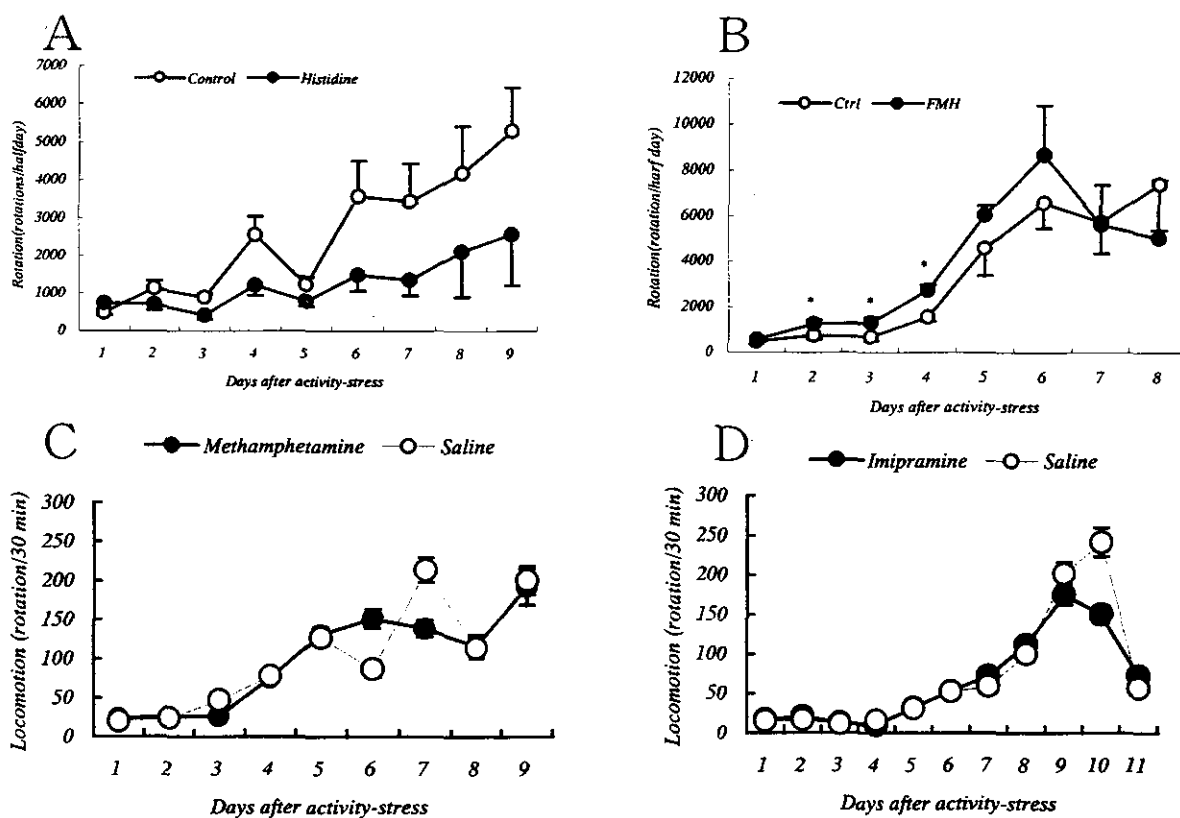 A
Control Histidine
Rotation(rotations/halfday)
7000
6000
5000
4000
3000
2000
1000
0
1 2 3 4 5 6 7 8 9
Days after activity-stress
B
Ctrl FMH
Rotation(rotation/harf day)
12000
10000
8000
6000
4000
2000
0
* * *
1 2 3 4 5 6 7 8
Days after activity-stress
C
Methamphetamine Saline
Locomotion (rotation/30 min)
300
250
200
150
100
50
0
1 2 3 4 5 6 7 8 9
Days after activity-stress
D
Imipramine Saline
Locomotion (rotation/30 min)
300
250
200
150
100
50
0
1 2 3 4 5 6 7 8 9 10 11
Days after activity-stress